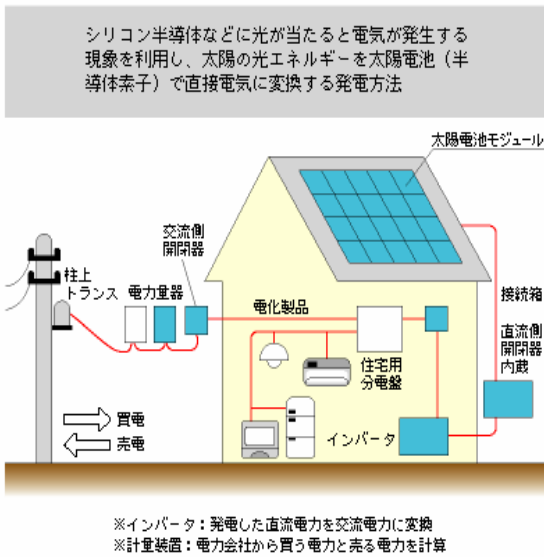 シリコン半導体などに光が当たると電気が発生する
現象を利用し、太陽の光エネルギーを太陽電池（半
導体素子）で直接電気に変換する発電方法
太陽電池モジュール
交流側
開閉器
柱上
トランス
電力量器
電化製品
接続箱
住宅用
分電盤
直流側
開閉器
内蔵
インバータ
買電
売電
※インバータ：発電した直流電力を交流電力に変換
※計量装置：電力会社から買う電力と売る電力を計算